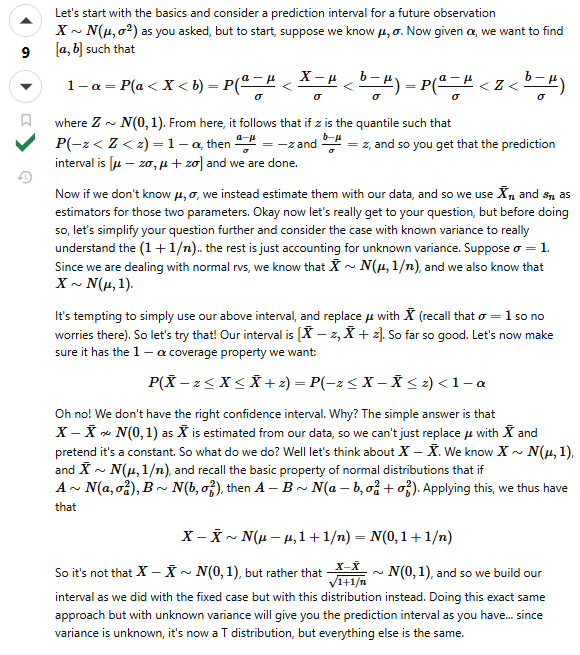 Let's start with the basics and consider a prediction interval for a future observation
X ~ N(μ, σ²) as you asked, but to start, suppose we know μ, σ. Now given α, we want to find
9
[a, b] such that
1 − α = P(a < X < b) = P((a − μ)/σ < (X − μ)/σ < (b − μ)/σ) = P((a − μ)/σ < Z < (b − μ)/σ)
where Z ~ N(0, 1). From here, it follows that if z is the quantile such that
P(−z < Z < z) = 1 − α, then (a−μ)/σ = −z and (b−μ)/σ = z, and so you get that the prediction
interval is [μ − zσ, μ + zσ] and we are done.
Now if we don't know μ, σ, we instead estimate them with our data, and so we use X̄ₙ and sₙ as
estimators for those two parameters. Okay now let's really get to your question, but before doing
so, let's simplify your question further and consider the case with known variance to really
understand the (1 + 1/n).. the rest is just accounting for unknown variance. Suppose σ = 1.
Since we are dealing with normal rvs, we know that X̄ ~ N(μ, 1/n), and we also know that
X ~ N(μ, 1).
It's tempting to simply use our above interval, and replace μ with X̄ (recall that σ = 1 so no
worries there). So let's try that! Our interval is [X̄ − z, X̄ + z]. So far so good. Let's now make
sure it has the 1 − α coverage property we want:
P(X̄ − z ≤ X ≤ X̄ + z) = P(−z ≤ X − X̄ ≤ z) < 1 − α
Oh no! We don't have the right confidence interval. Why? The simple answer is that
X − X̄ ≁ N(0, 1) as X̄ is estimated from our data, so we can't just replace μ with X̄ and
pretend it's a constant. So what do we do? Well let's think about X − X̄. We know X ~ N(μ, 1),
and X̄ ~ N(μ, 1/n), and recall the basic property of normal distributions that if
A ~ N(a, σₐ²), B ~ N(b, σ_b²), then A − B ~ N(a − b, σₐ² + σ_b²). Applying this, we thus have
that
X − X̄ ~ N(μ − μ, 1 + 1/n) = N(0, 1 + 1/n)
So it's not that X − X̄ ~ N(0, 1), but rather that (X−X̄)/√(1+1/n) ~ N(0, 1), and so we build our
interval as we did with the fixed case but with this distribution instead. Doing this exact same
approach but with unknown variance will give you the prediction interval as you have... since
variance is unknown, it's now a T distribution, but everything else is the same.